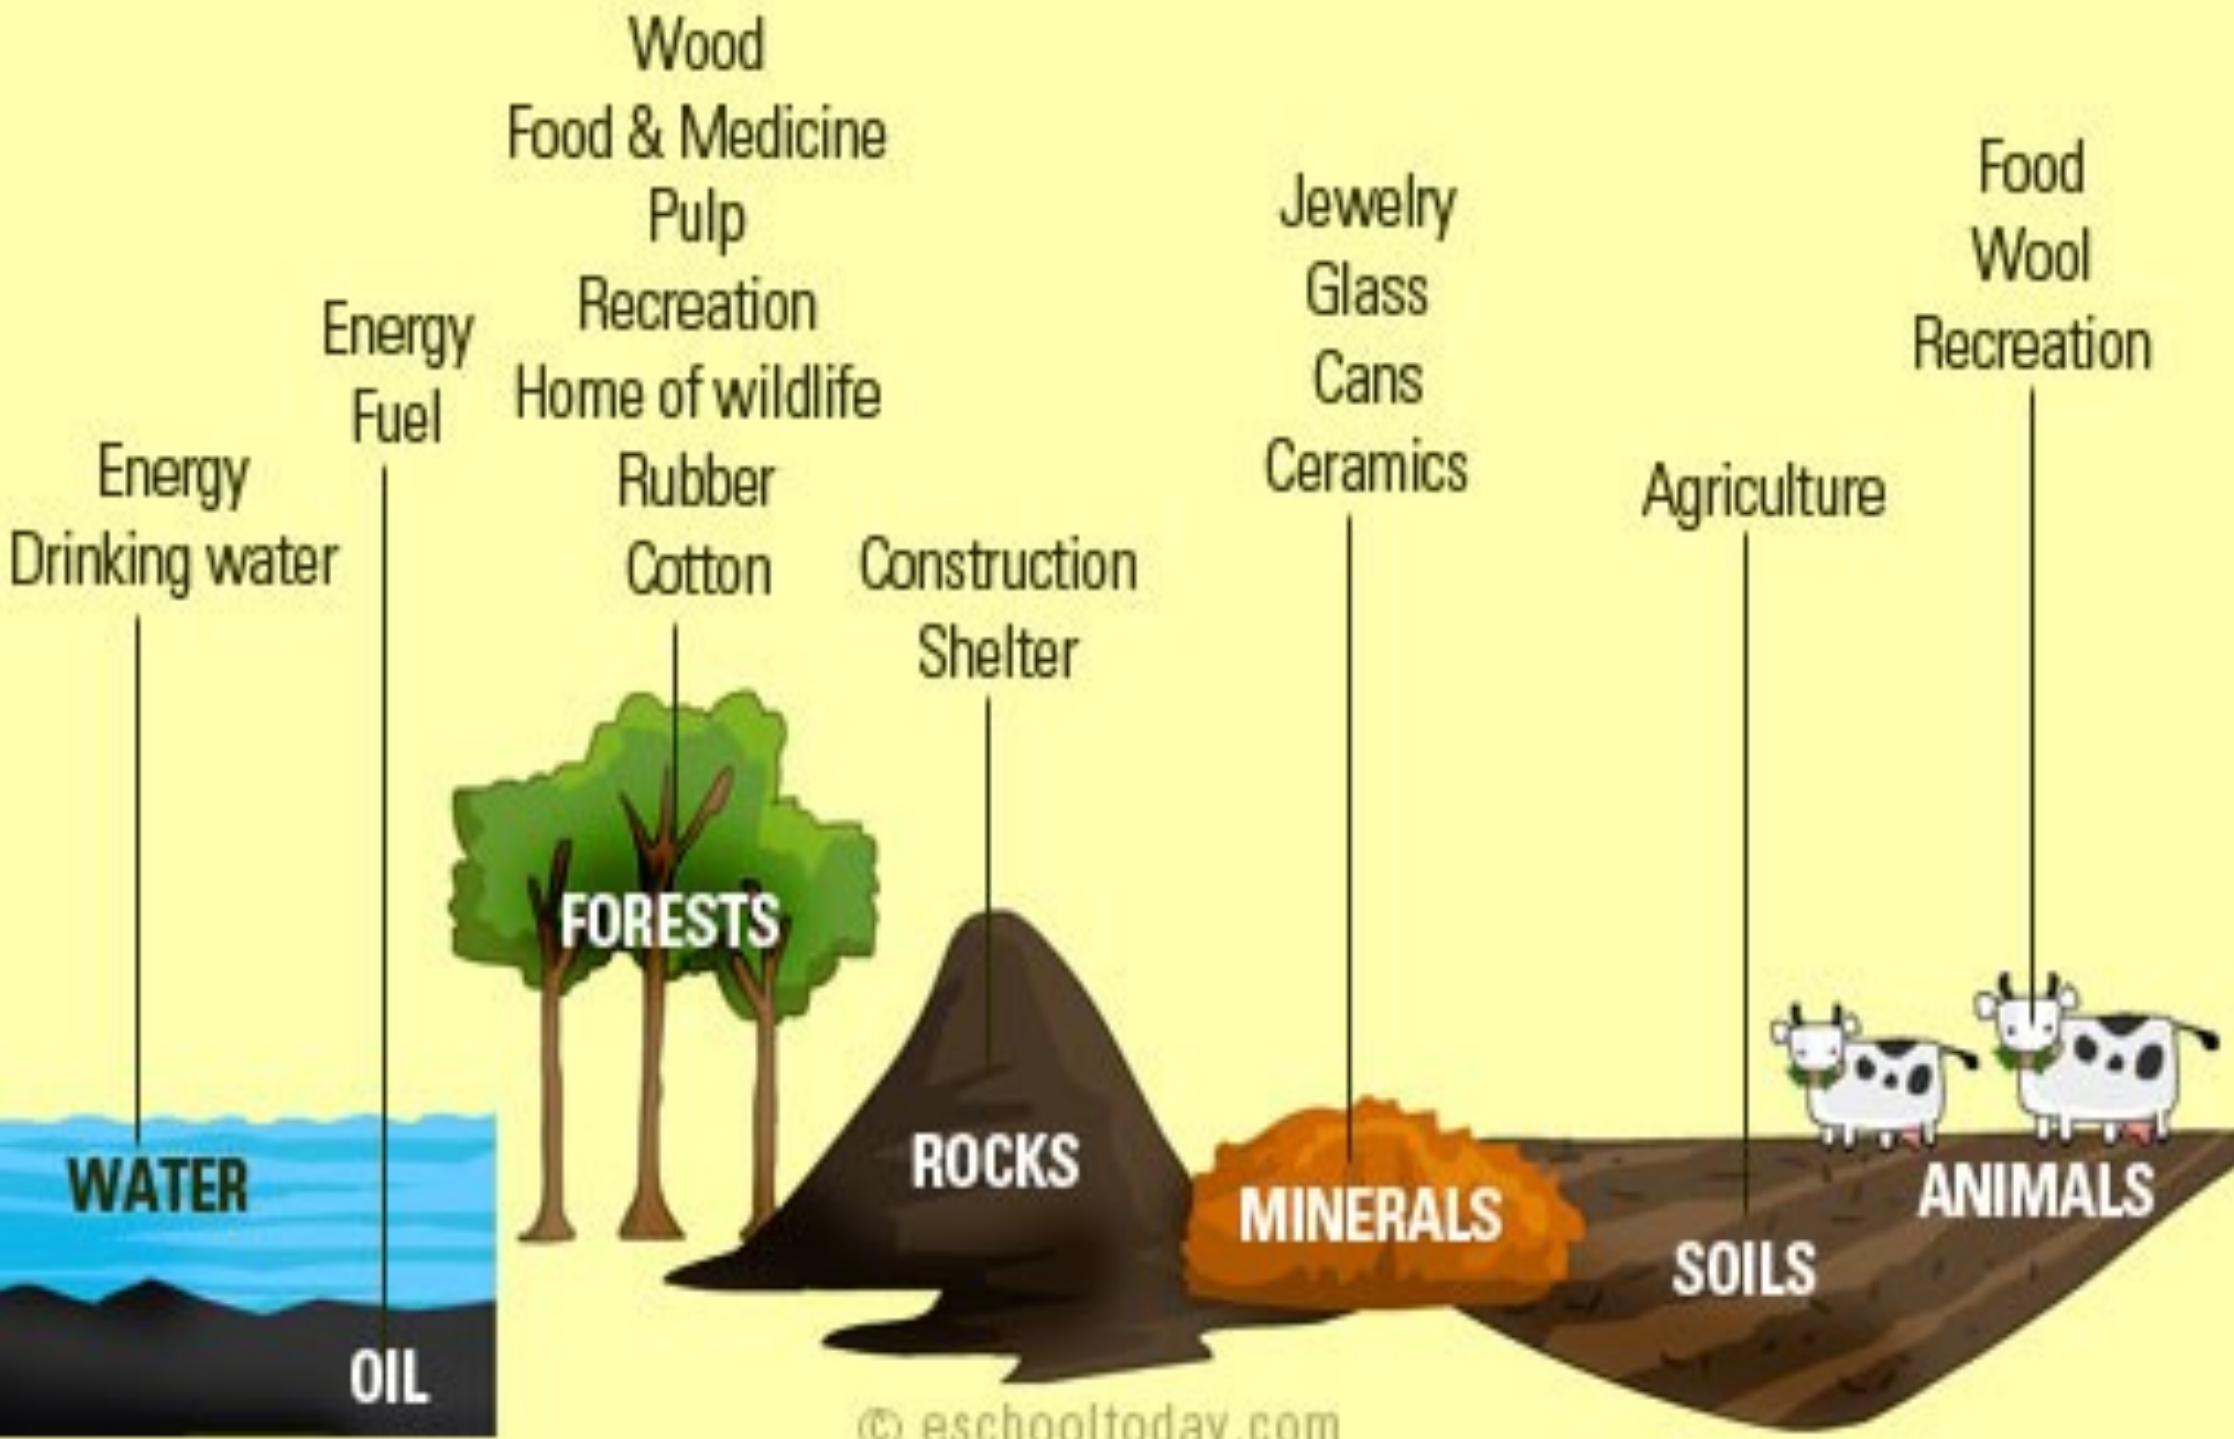 Energy
Drinking water
WATER
Energy
Fuel
OIL
Wood
Food & Medicine
Pulp
Recreation
Home of wildlife
Rubber
Cotton
FORESTS
Construction
Shelter
ROCKS
Jewelry
Glass
Cans
Ceramics
MINERALS
Agriculture
SOILS
Food
Wool
Recreation
ANIMALS
© eschooltoday.com